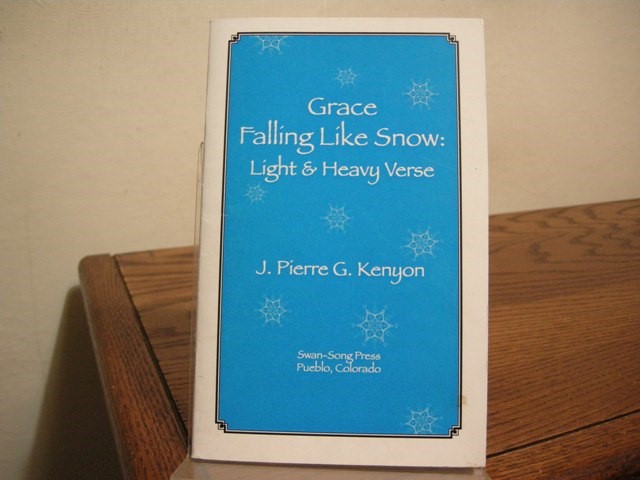 Grace
Falling Like Snow:
Light & Heavy Verse
J. Pierre G. Kenyon
Swan-Song Press
Pueblo, Colorado